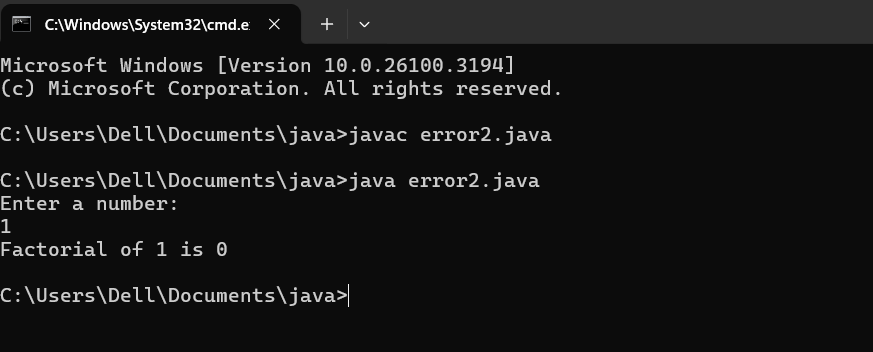 C:\Windows\System32\cmd.e
Microsoft Windows [Version 10.0.26100.3194]
(c) Microsoft Corporation. All rights reserved.
C:\Users\Dell\Documents\java>javac error2.java
C:\Users\Dell\Documents\java>java error2.java
Enter a number:
1
Factorial of 1 is 0
C:\Users\Dell\Documents\java>